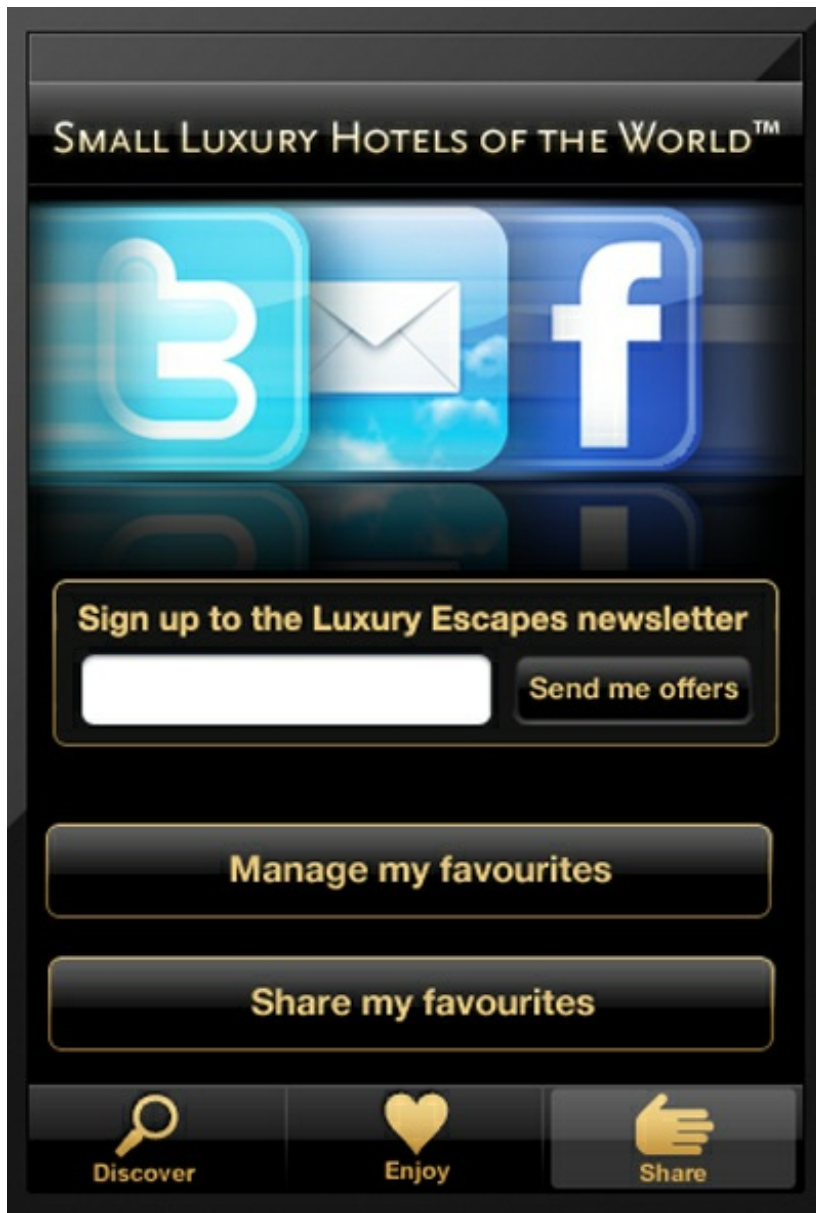 SMALL LUXURY HOTELS OF THE WORLD™
t f
Sign up to the Luxury Escapes newsletter
Send me offers
Manage my favourites
Share my favourites
Discover Enjoy Share